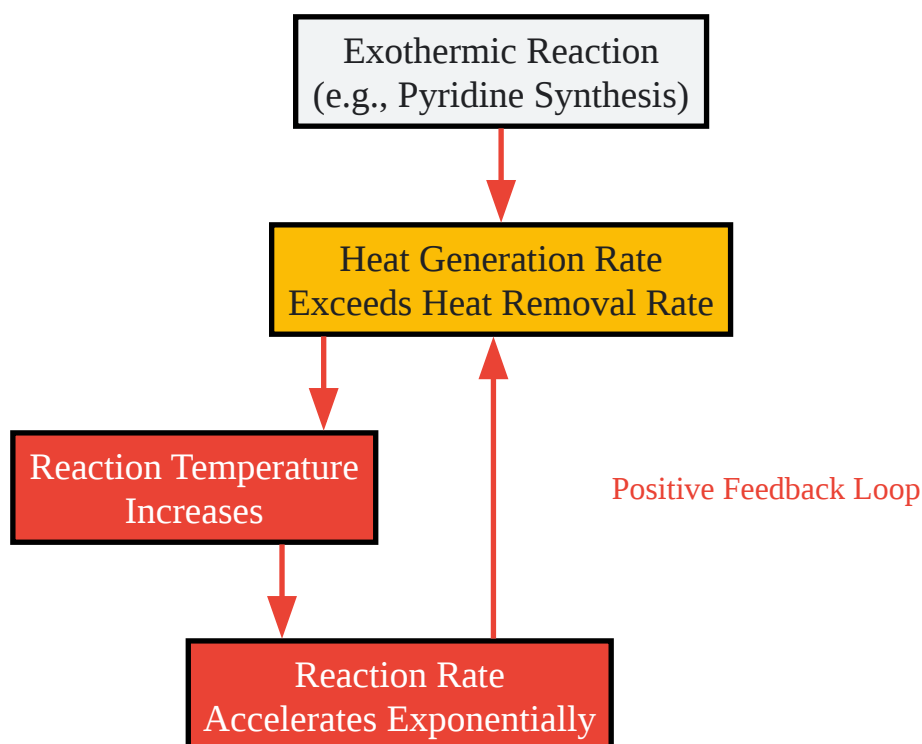 Exothermic Reaction
(e.g., Pyridine Synthesis)
Heat Generation Rate
Exceeds Heat Removal Rate
Reaction Temperature
Increases
Positive Feedback Loop
Reaction Rate
Accelerates Exponentially